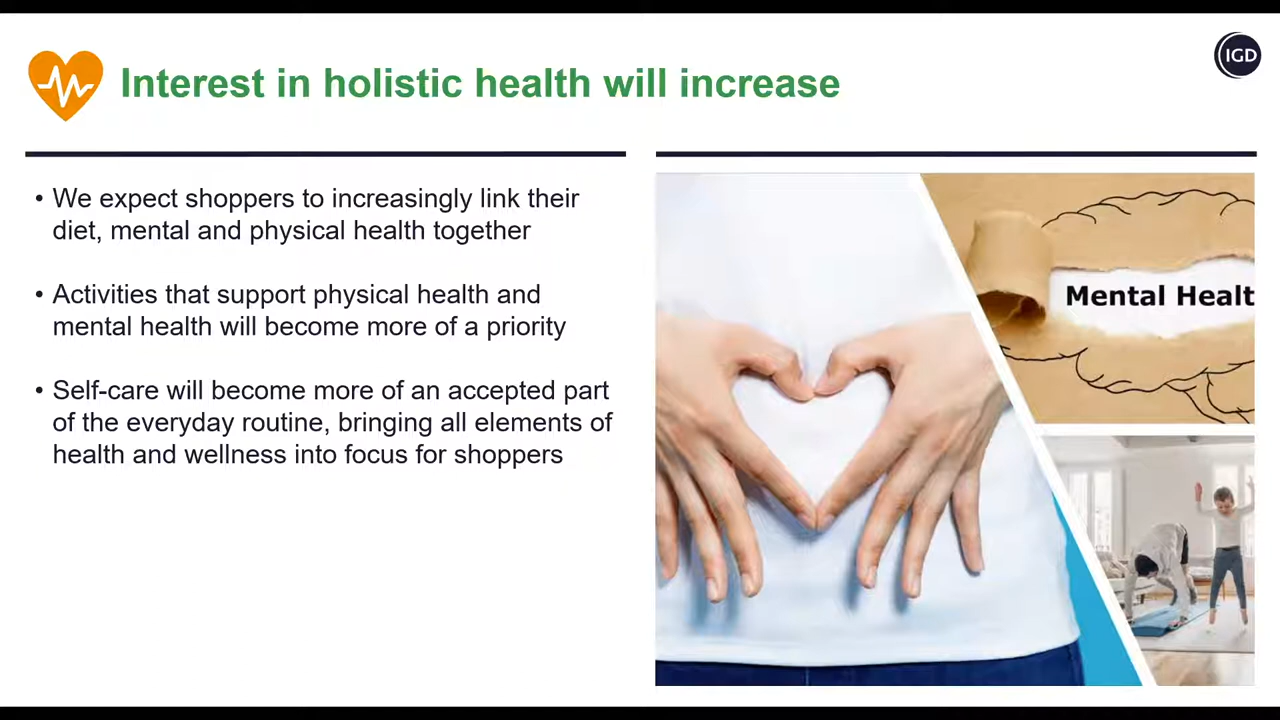 IGD
Interest in holistic health will increase
• We expect shoppers to increasingly link their
diet, mental and physical health together
• Activities that support physical health and
mental health will become more of a priority
• Self-care will become more of an accepted part
of the everyday routine, bringing all elements of
health and wellness into focus for shoppers
Mental Healt